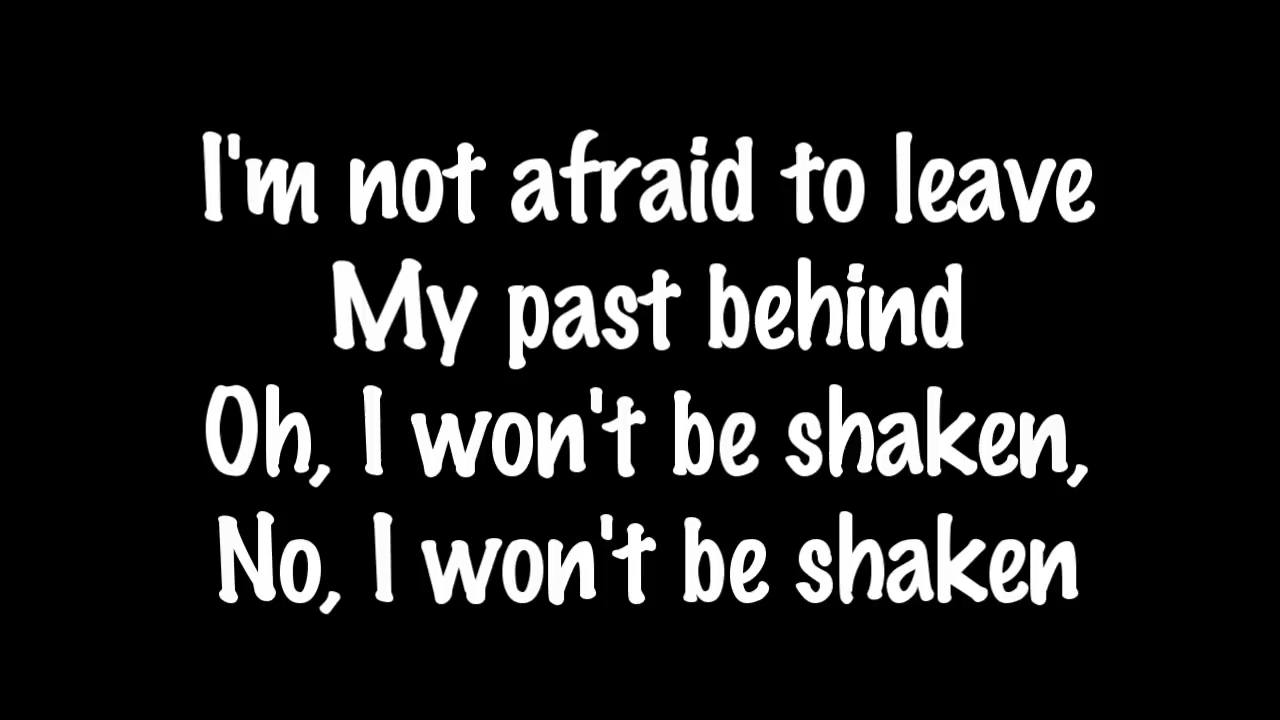 I'm not afraid to leave
My past behind
Oh, I won't be shaken,
No, I won't be shaken